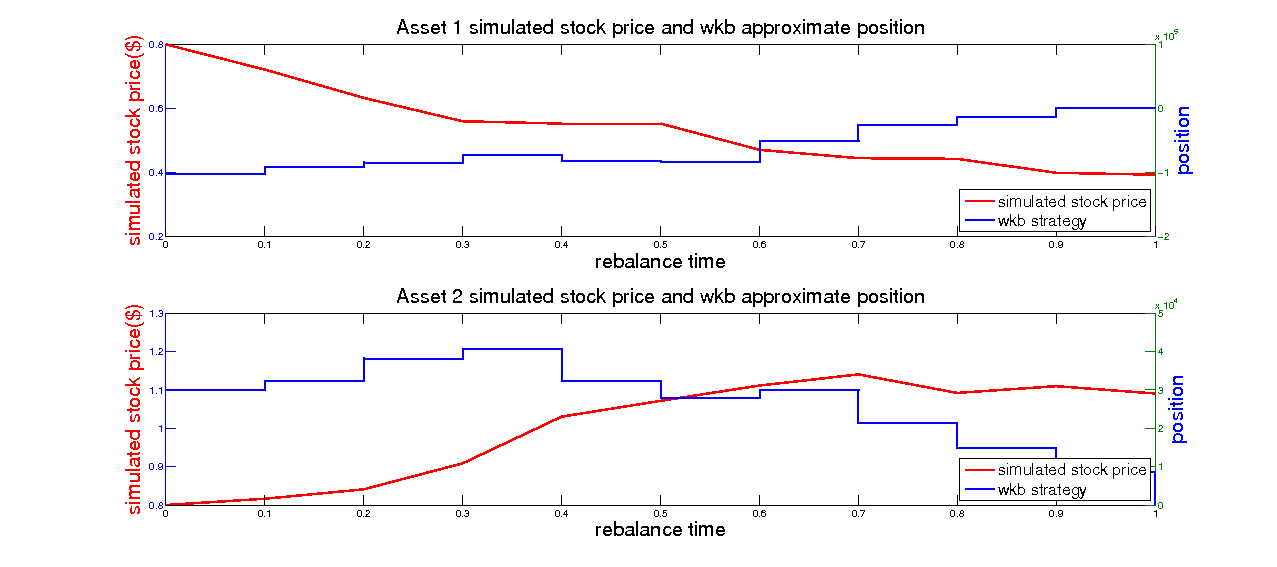 Asset 1 simulated stock price and wkb approximate position
x 10^5
simulated stock price($)
0.8
0.6
0.4
0.2
1
0
-1
-2
position
simulated stock price
wkb strategy
0 0.1 0.2 0.3 0.4 0.5 0.6 0.7 0.8 0.9 1
rebalance time
Asset 2 simulated stock price and wkb approximate position
x 10^4
simulated stock price($)
1.3
1.2
1.1
1
0.9
0.8
5
4
3
2
1
0
position
simulated stock price
wkb strategy
0 0.1 0.2 0.3 0.4 0.5 0.6 0.7 0.8 0.9 1
rebalance time